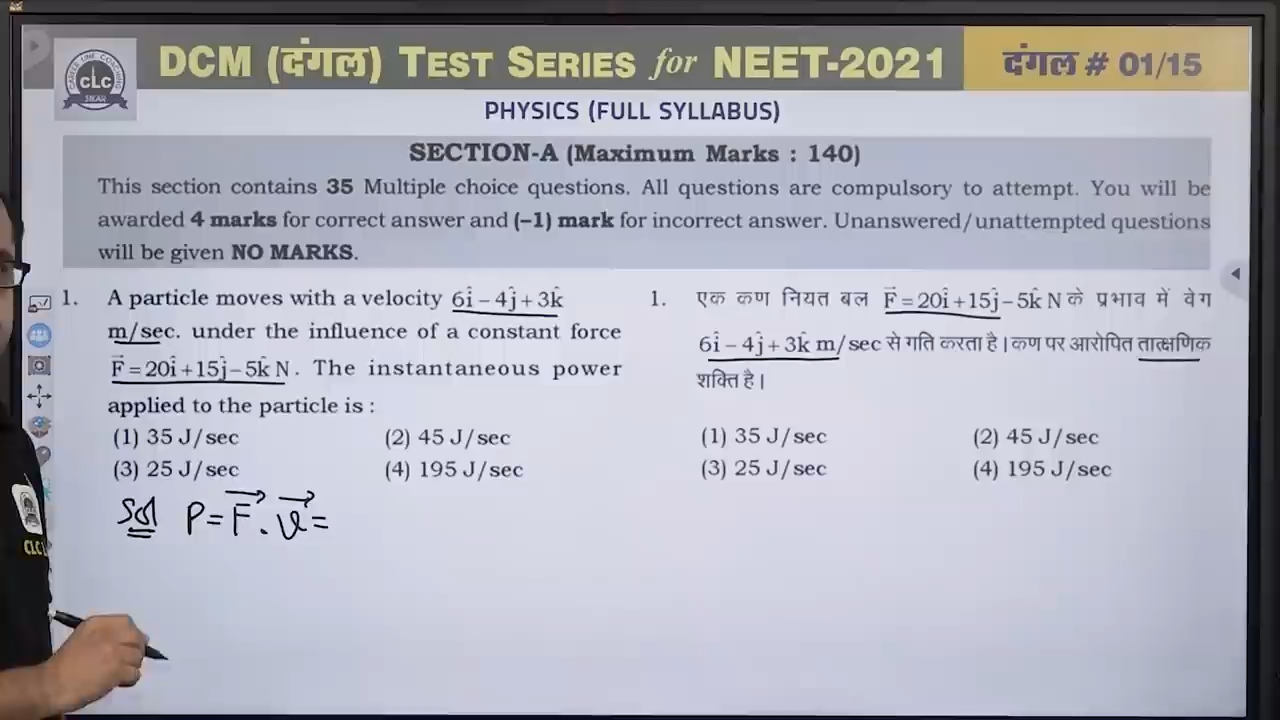 DCM (दंगल) TEST SERIES for NEET-2021
दंगल # 01/15
CAREER LINE COACHING
CLC
SIKAR
PHYSICS (FULL SYLLABUS)
SECTION-A (Maximum Marks : 140)
This section contains 35 Multiple choice questions. All questions are compulsory to attempt. You will be
awarded 4 marks for correct answer and (–1) mark for incorrect answer. Unanswered/unattempted questions
will be given NO MARKS.
1. A particle moves with a velocity 6î – 4ĵ + 3k̂
m/sec. under the influence of a constant force
F⃗ = 20î + 15ĵ – 5k̂ N. The instantaneous power
applied to the particle is :
(1) 35 J/sec (2) 45 J/sec
(3) 25 J/sec (4) 195 J/sec
Sol P = F⃗ . v⃗ =
1. एक कण नियत बल F⃗ = 20î + 15ĵ – 5k̂ N के प्रभाव में वेग
6î – 4ĵ + 3k̂ m/sec से गति करता है। कण पर आरोपित तात्क्षणिक
शक्ति है।
(1) 35 J/sec (2) 45 J/sec
(3) 25 J/sec (4) 195 J/sec